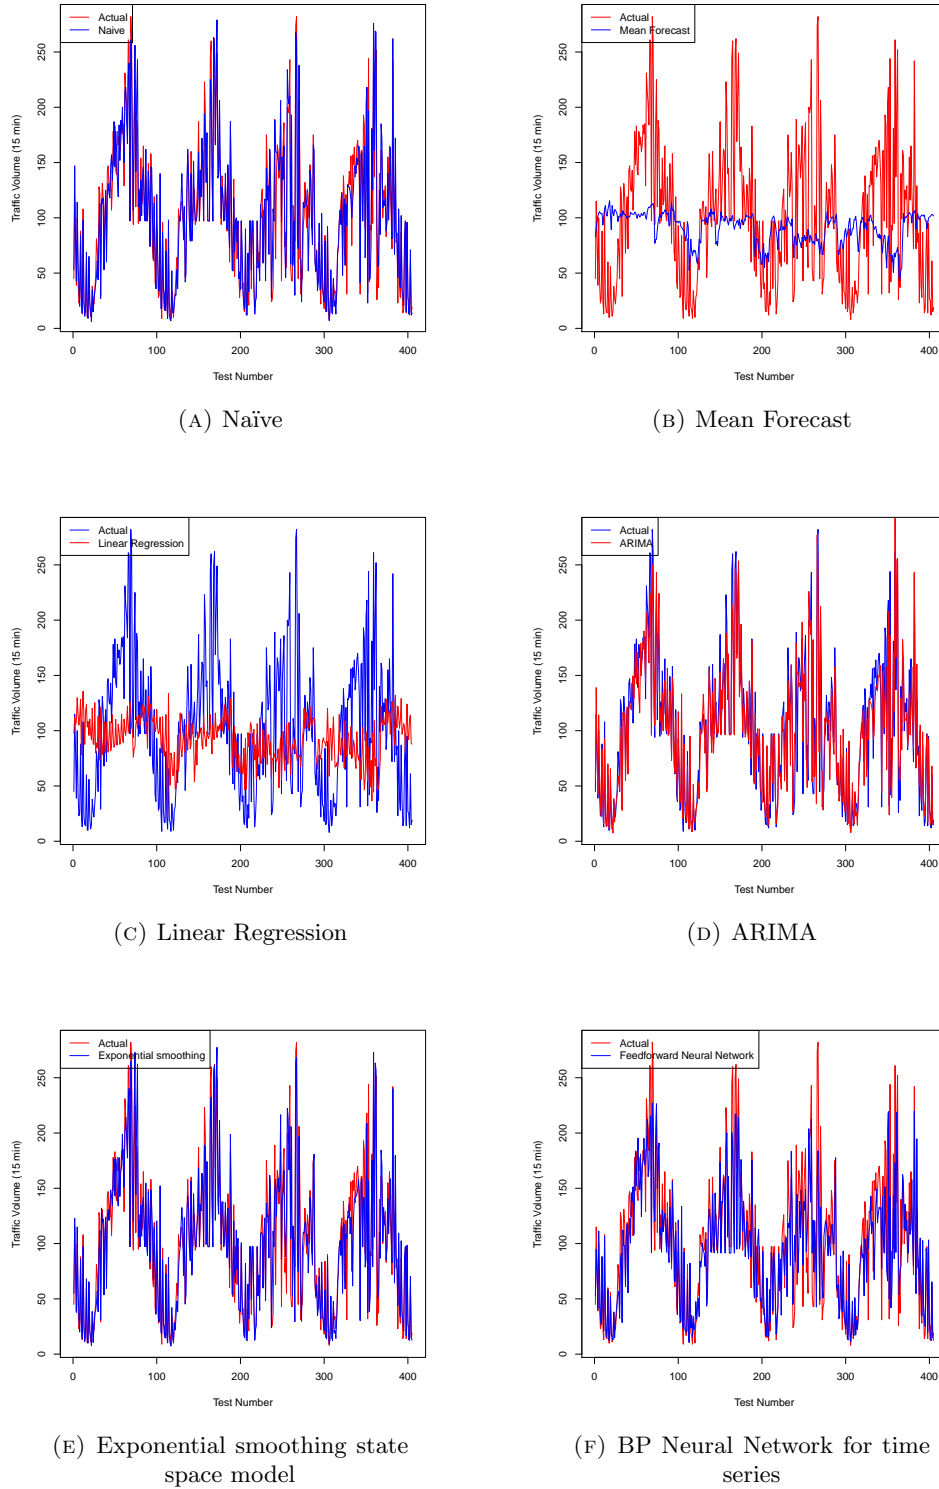 Actual
Naive
Traffic Volume (15 min)
0
50
100
150
200
250
0 100 200 300 400
Test Number
(A) Naïve
Actual
Mean Forecast
Traffic Volume (15 min)
0
50
100
150
200
250
0 100 200 300 400
Test Number
(B) Mean Forecast
Actual
Linear Regression
Traffic Volume (15 min)
0
50
100
150
200
250
0 100 200 300 400
Test Number
(C) Linear Regression
Actual
ARIMA
Traffic Volume (15 min)
0
50
100
150
200
250
0 100 200 300 400
Test Number
(D) ARIMA
Actual
Exponential smoothing
Traffic Volume (15 min)
0
50
100
150
200
250
0 100 200 300 400
Test Number
(E) Exponential smoothing state
space model
Actual
Feedforward Neural Network
Traffic Volume (15 min)
0
50
100
150
200
250
0 100 200 300 400
Test Number
(F) BP Neural Network for time
series